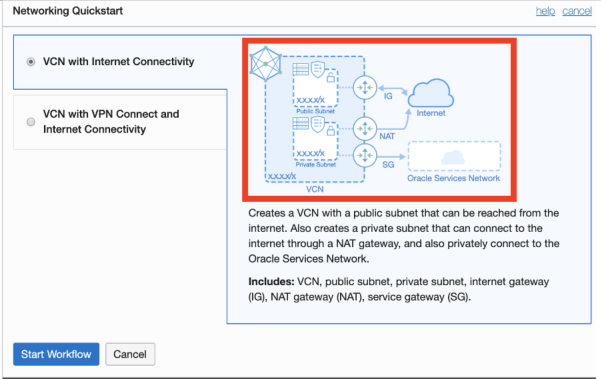 Networking Quickstart
help cancel
VCN with Internet Connectivity
VCN with VPN Connect and
Internet Connectivity
X.X.X.X/X
Public Subnet
IG
Internet
NAT
X.X.X.X/X
Private Subnet
SG
X.X.X.X/X
VCN
Oracle Services Network
Creates a VCN with a public subnet that can be reached from the
internet. Also creates a private subnet that can connect to the
internet through a NAT gateway, and also privately connect to the
Oracle Services Network.
Includes: VCN, public subnet, private subnet, internet gateway
(IG), NAT gateway (NAT), service gateway (SG).
Start Workflow
Cancel